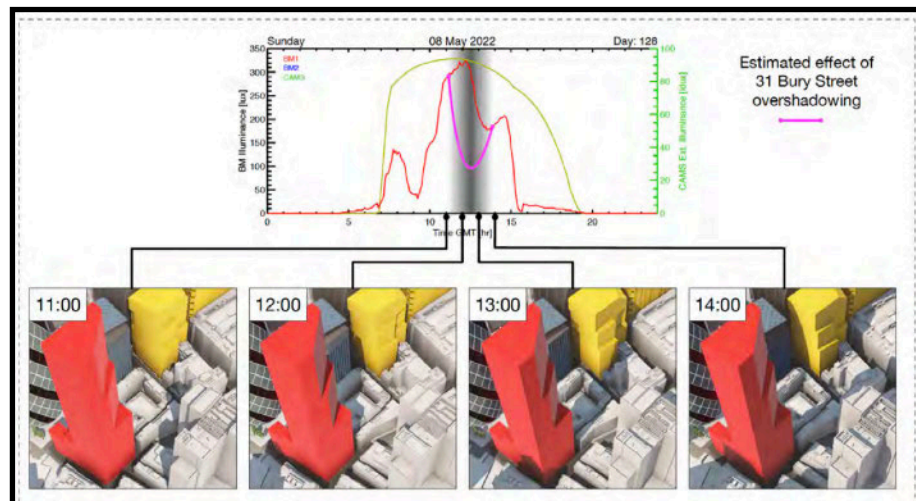 Sunday 08 May 2022 Day: 128
BM1
BM2
CAMS
350
300
250
200
150
100
50
0
BM Illuminance [lux]
100
80
60
40
20
0
CAMS Ext. illuminance [klux]
0 5 10 15 20
Time GMT [hr]
Estimated effect of
31 Bury Street
overshadowing
11:00
12:00
13:00
14:00